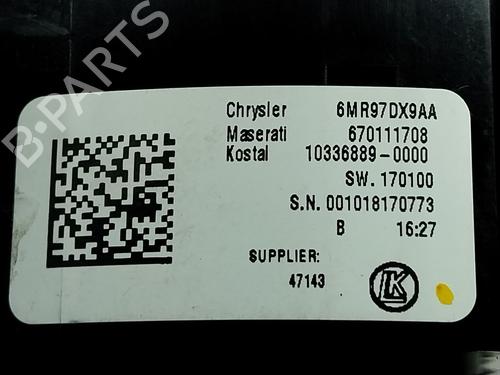 B-PARTS
Chrysler 6MR97DX9AA
Maserati 670111708
Kostal 10336889-0000
SW. 170100
S.N. 001018170773
B 16:27
SUPPLIER:
47143
LK